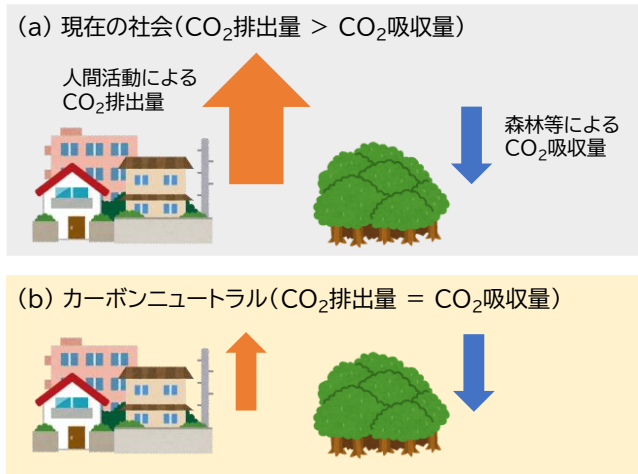 (a) 現在の社会(CO₂排出量 > CO₂吸収量)
人間活動による
CO₂排出量
森林等による
CO₂吸収量
(b) カーボンニュートラル(CO₂排出量 = CO₂吸収量)